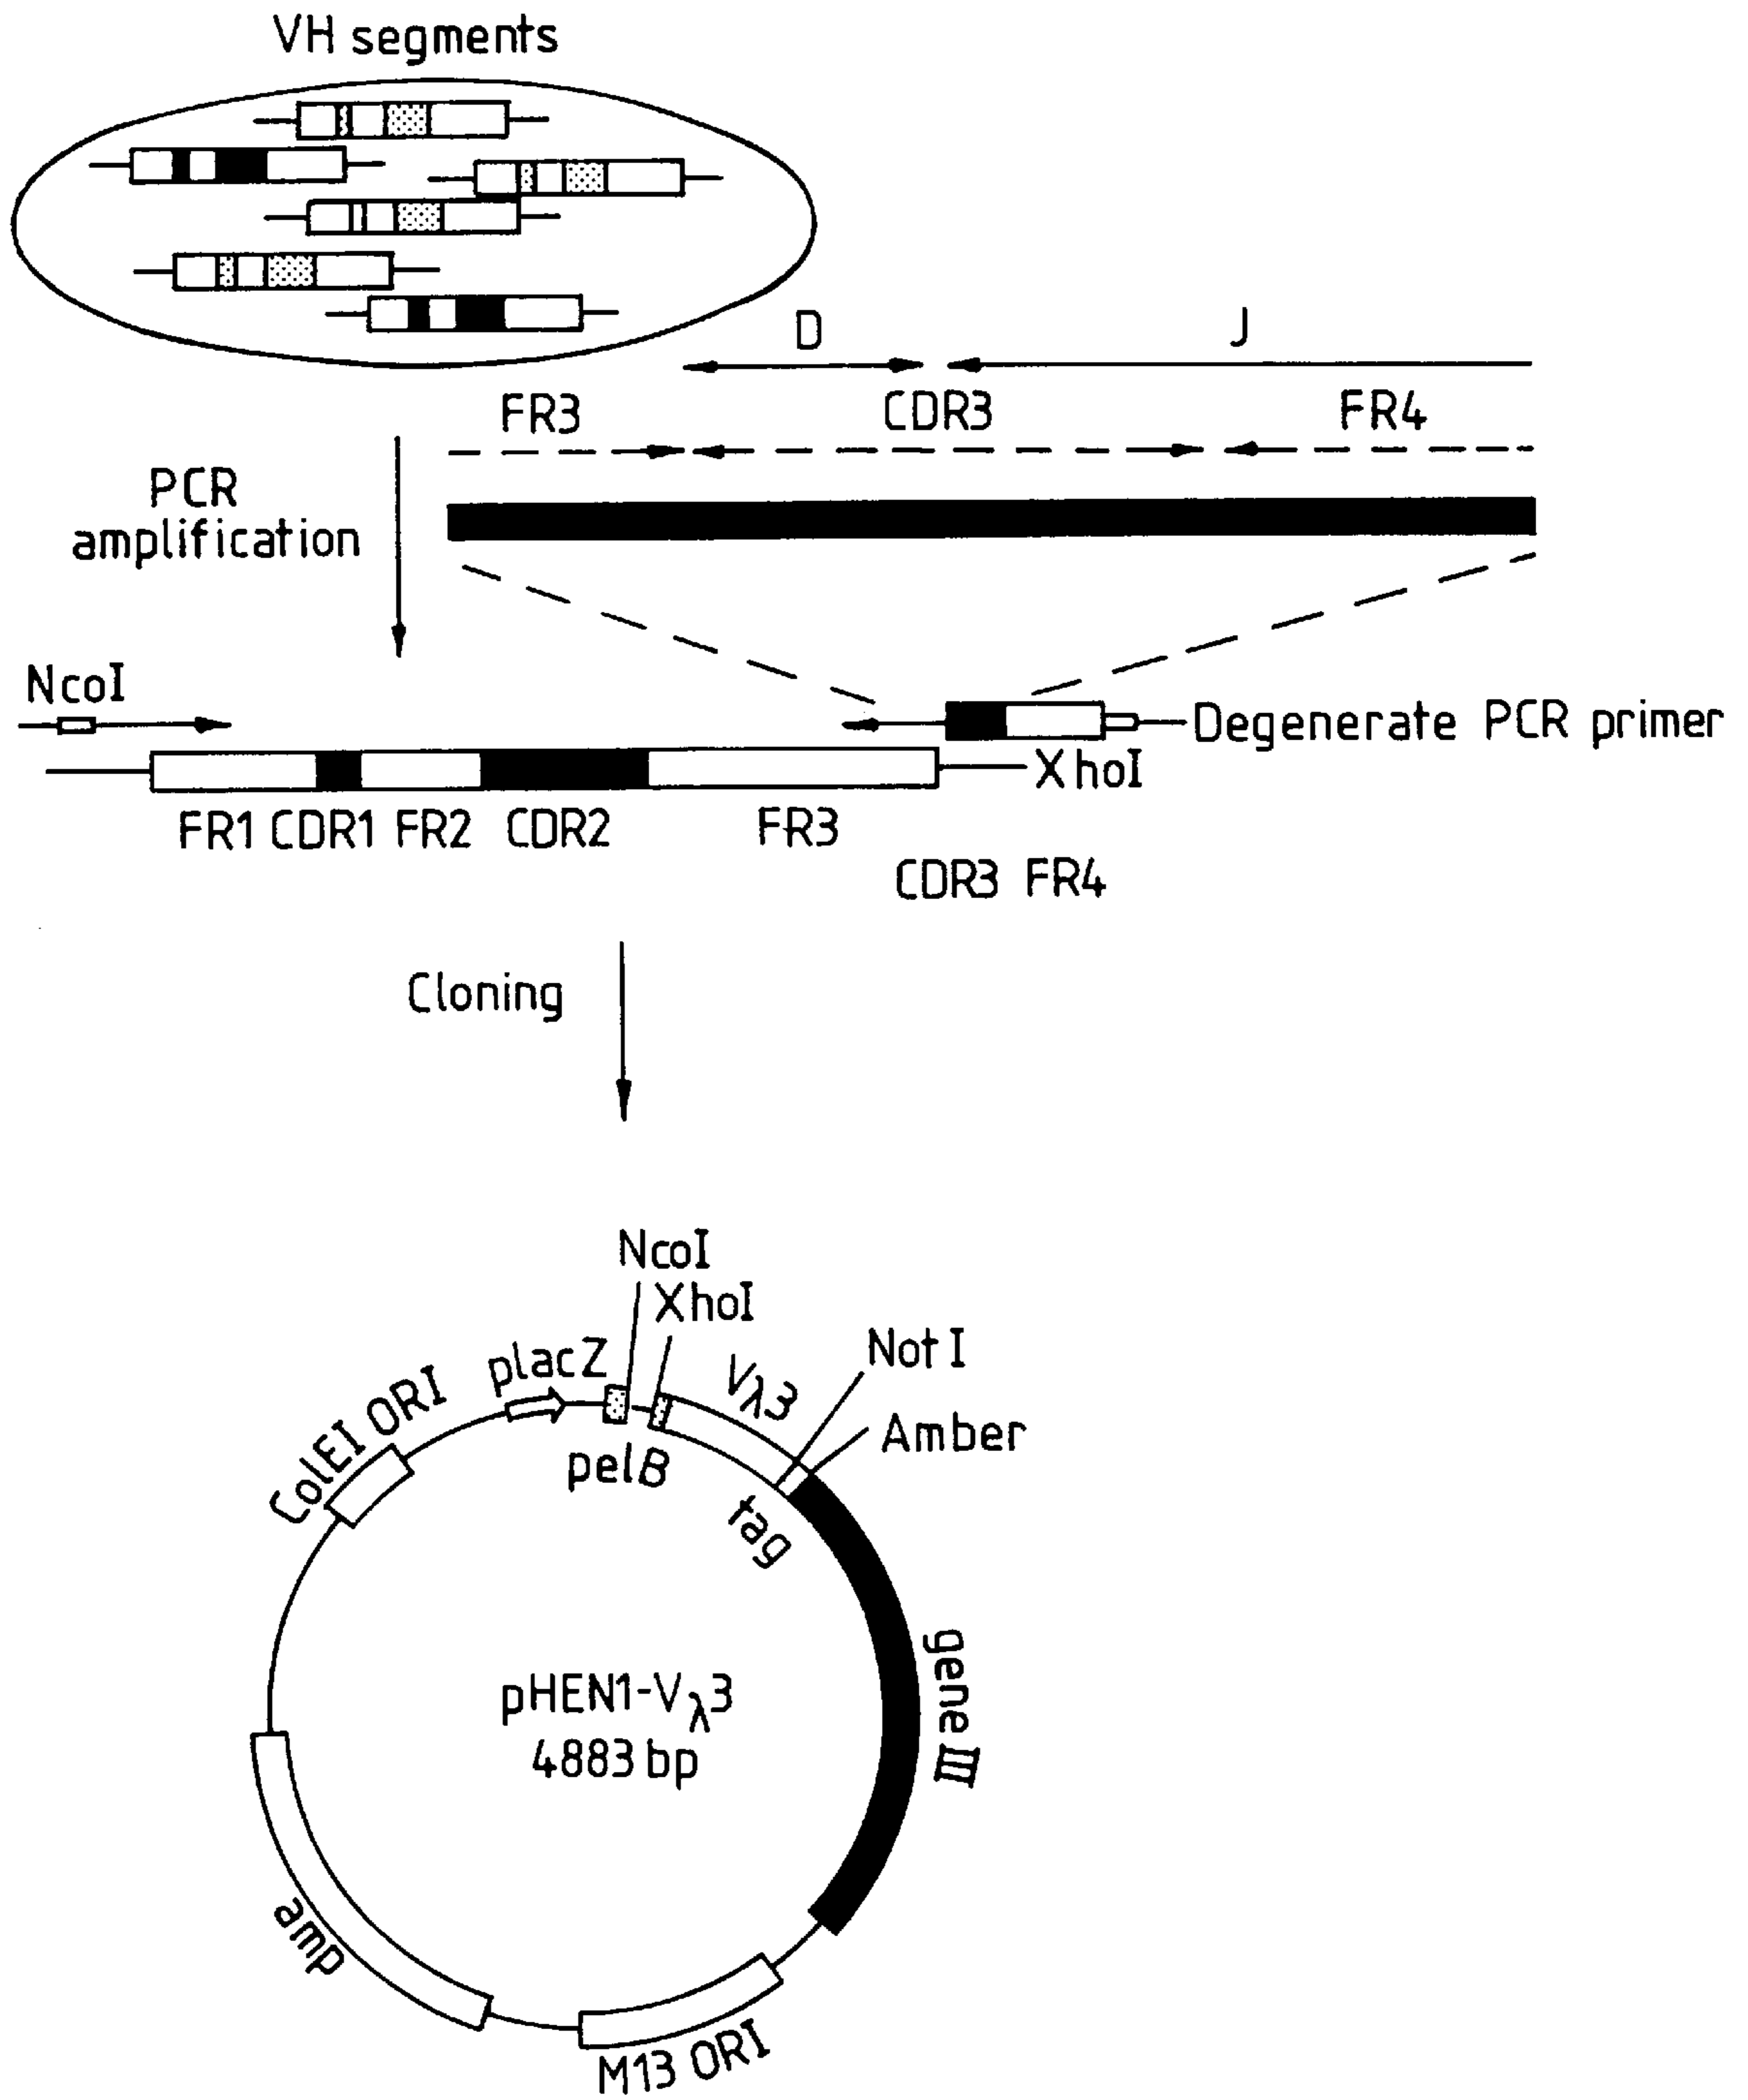 VH segments
D
J
FR3
CDR3
FR4
PCR
amplification
NcoI
Degenerate PCR primer
XhoI
FR1 CDR1 FR2 CDR2 FR3
CDR3 FR4
Cloning
NcoI
XhoI
Not I
placZ
Vλ3
Amber
ColEI ORI
pelB
tag
gene III
pHEN1-Vλ3
4883 bp
amp
M13 ORI